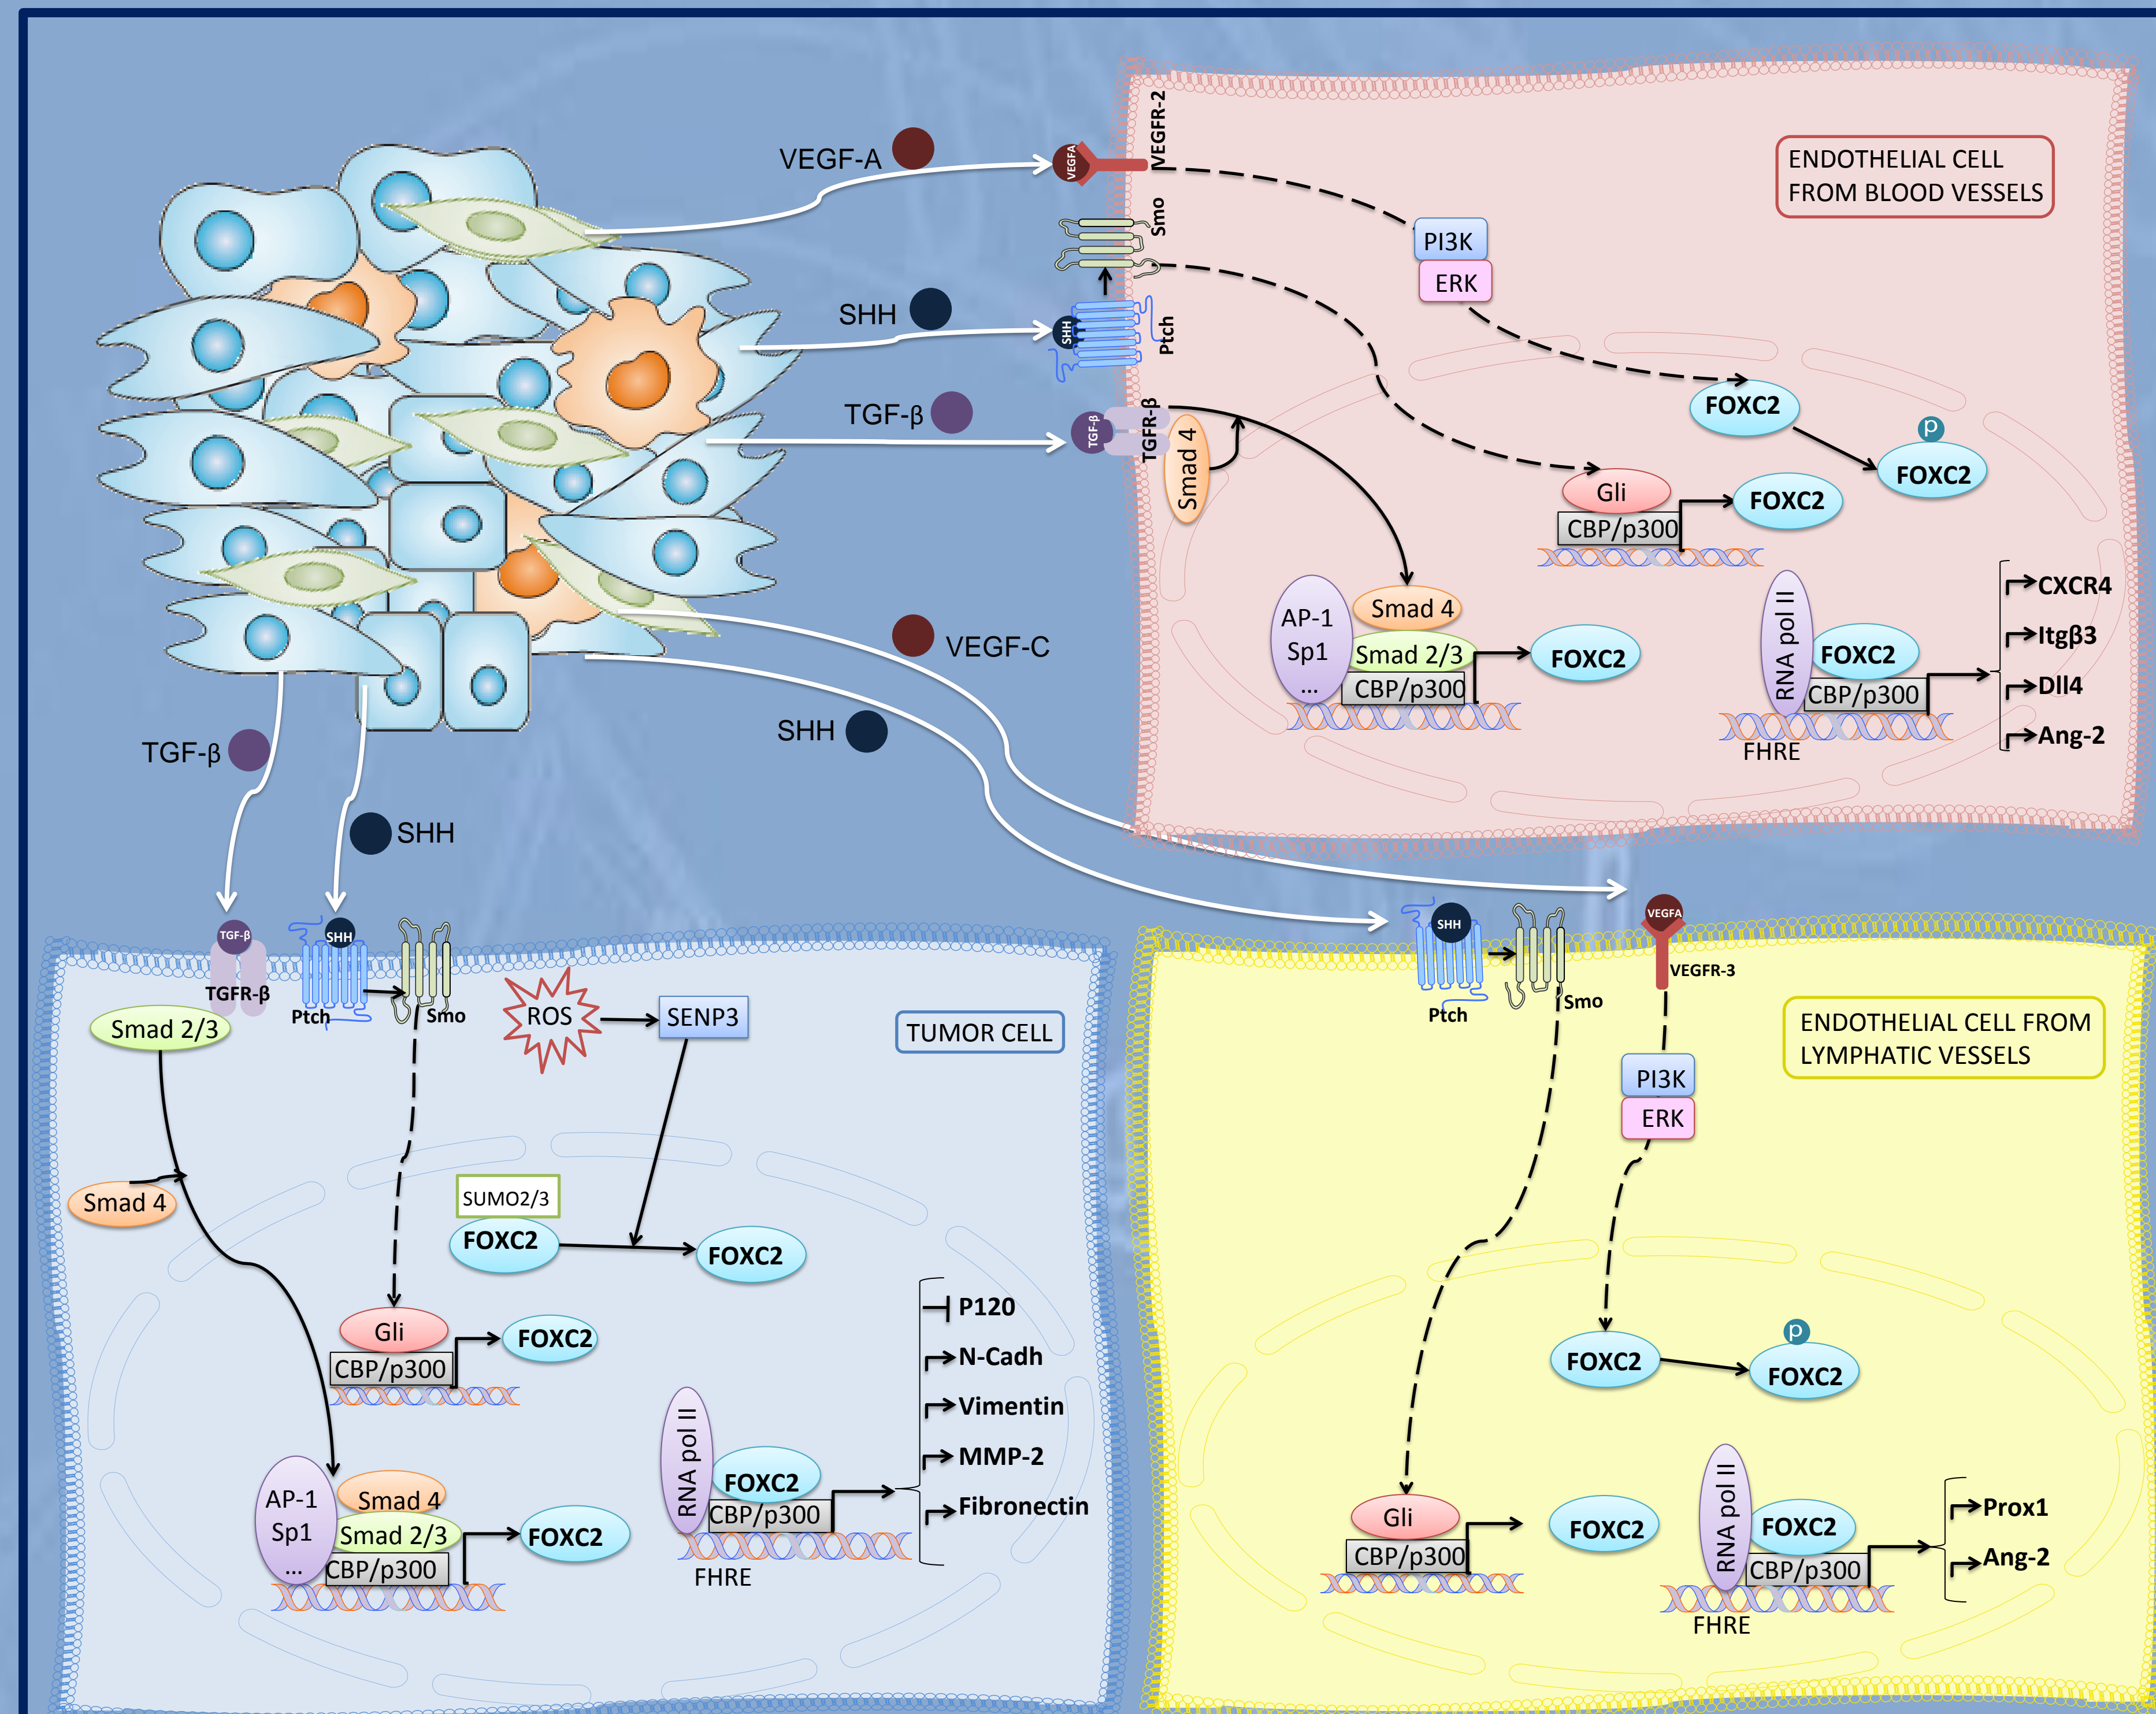 VEGF-A
VEGFA
VEGFR-2
Smo
SHH
SHH
Ptch
TGF-β
TGF-β
TGFR-β
Smad 4
ENDOTHELIAL CELL
FROM BLOOD VESSELS
PI3K
ERK
FOXC2
p
FOXC2
Gli
CBP/p300
FOXC2
AP-1
Sp1
...
Smad 4
Smad 2/3
CBP/p300
FOXC2
RNA pol II
FOXC2
CBP/p300
FHRE
CXCR4
Itgβ3
Dll4
Ang-2
VEGF-C
SHH
TGF-β
SHH
TGF-β
TGFR-β
SHH
Ptch
Smo
Smad 2/3
ROS
SENP3
TUMOR CELL
Smad 4
SUMO2/3
FOXC2
FOXC2
Gli
CBP/p300
FOXC2
AP-1
Sp1
...
Smad 4
Smad 2/3
CBP/p300
FOXC2
RNA pol II
FOXC2
CBP/p300
FHRE
P120
N-Cadh
Vimentin
MMP-2
Fibronectin
SHH
Ptch
Smo
VEGFA
VEGFR-3
ENDOTHELIAL CELL FROM
LYMPHATIC VESSELS
PI3K
ERK
FOXC2
p
FOXC2
Gli
CBP/p300
FOXC2
RNA pol II
FOXC2
CBP/p300
FHRE
Prox1
Ang-2